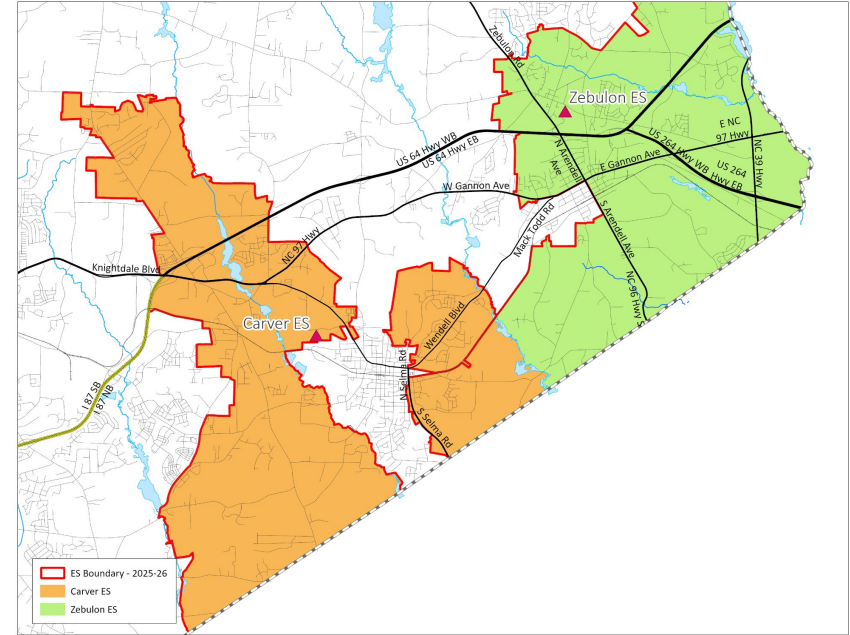 Zebulon Rd
Zebulon ES
US 64 Hwy WB
US 64 Hwy EB
N Arendell
Ave
US 264 Hwy WB
E NC
97 Hwy
US 264
Hwy EB
NC 39 Hwy
E Gannon Ave
W Gannon Ave
S Arendell Ave
Mack Todd Rd
NC 97 Hwy
Knightdale Blvd
NC 96 Hwy S
Carver ES
Wendell Blvd
N Selma Rd
I 87 SB
I 87 NB
S Selma Rd
ES Boundary - 2025-26
Carver ES
Zebulon ES